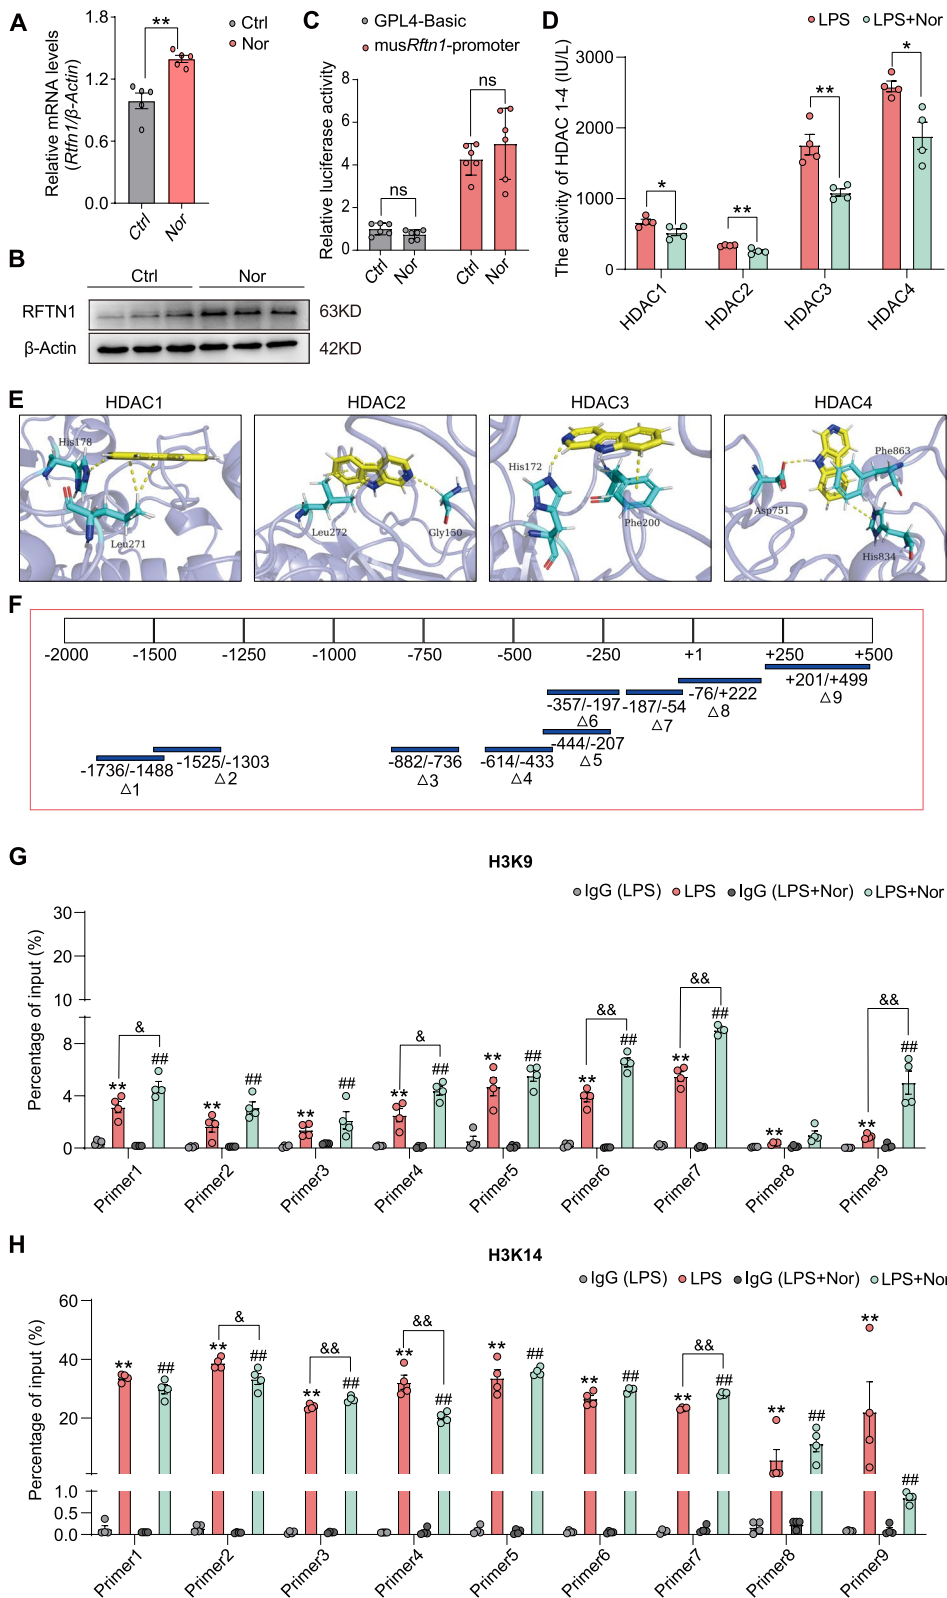 A
Relative mRNA levels
(Rtfn1/β-Actin)
1.8
1.2
0.6
0.0
**
Ctrl
Nor
Ctrl
Nor
B
Ctrl
Nor
RFTN1
63KD
β-Actin
42KD
C
GPL4-Basic
musRftn1-promoter
Relative luciferase activity
8
6
4
2
0
ns
ns
Ctrl
Nor
Ctrl
Nor
D
LPS
LPS+Nor
The activity of HDAC 1-4 (IU/L)
3000
2000
1000
0
*
**
**
*
HDAC1
HDAC2
HDAC3
HDAC4
E
HDAC1
HDAC2
HDAC3
HDAC4
His178
Leu271
Leu272
Gly150
His172
Phe200
Phe863
Asp751
His834
F
-2000
-1500
-1250
-1000
-750
-500
-250
+1
+250
+500
+201/+499
△9
-76/+222
△8
-357/-197
△6
-187/-54
△7
-444/-207
△5
-1736/-1488
△1
-1525/-1303
△2
-882/-736
△3
-614/-433
△4
G
H3K9
IgG (LPS)
LPS
IgG (LPS+Nor)
LPS+Nor
Percentage of input (%)
30
20
10
8
4
0
** & ##
** ##
** ##
** & ##
** ##
** && ##
** && ##
**
** && ##
Primer1
Primer2
Primer3
Primer4
Primer5
Primer6
Primer7
Primer8
Primer9
H
H3K14
IgG (LPS)
LPS
IgG (LPS+Nor)
LPS+Nor
Percentage of input (%)
60
40
20
1.0
0.5
0.0
** ##
** & ##
** && ##
** && ##
** ##
** ##
** && ##
** ##
** ##
Primer1
Primer2
Primer3
Primer4
Primer5
Primer6
Primer7
Primer8
Primer9